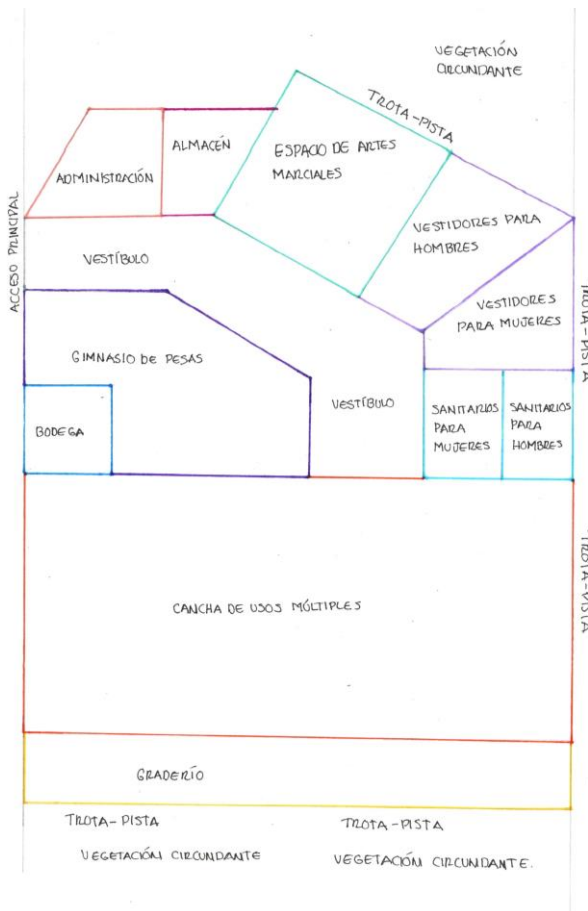 VEGETACIÓN
CIRCUNDANTE
TROTA-PISTA
ALMACÉN
ESPACIO DE ARTES
MARCIALES
ADMINISTRACIÓN
VESTIDORES PARA
HOMBRES
ACCESO PRINCIPAL
VESTÍBULO
VESTIDORES
PARA MUJERES
TROTA-PISTA
GIMNASIO DE PESAS
VESTÍBULO
SANITARIOS
PARA
MUJERES
SANITARIOS
PARA
HOMBRES
BODEGA
TROTA-PISTA
CANCHA DE USOS MÚLTIPLES
GRADERÍO
TROTA-PISTA
TROTA-PISTA
VEGETACIÓN CIRCUNDANTE
VEGETACIÓN CIRCUNDANTE.